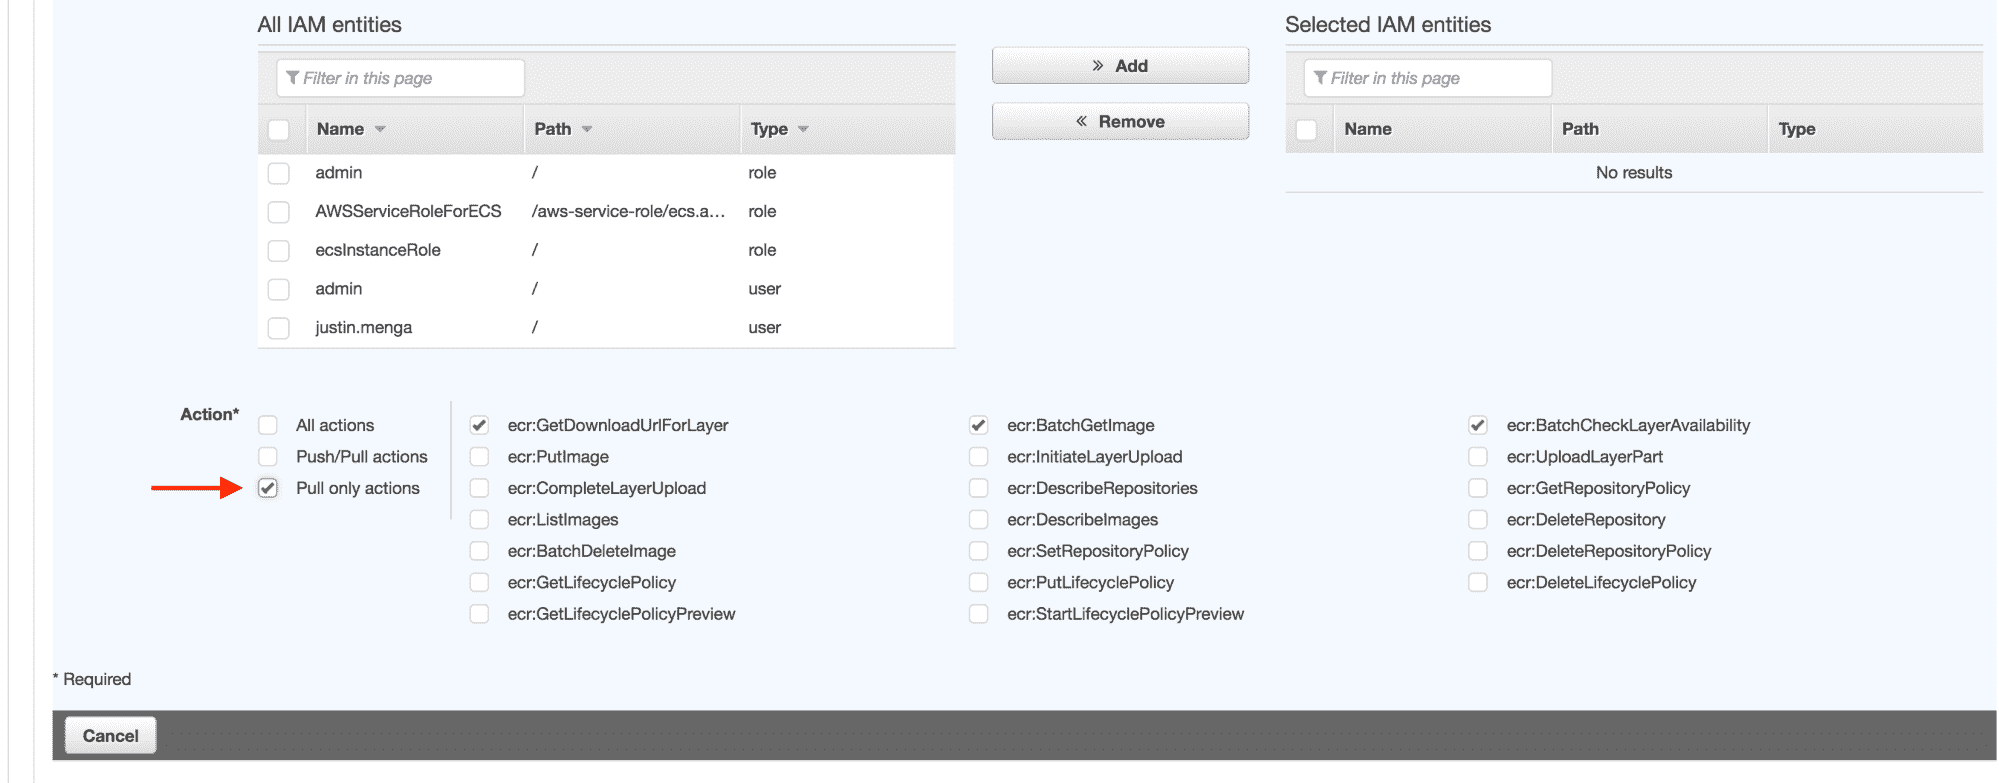 All IAM entities
Filter in this page
Name Path Type
admin / role
AWSServiceRoleForECS /aws-service-role/ecs.a... role
ecsInstanceRole / role
admin / user
justin.menga / user
» Add
« Remove
Selected IAM entities
Filter in this page
Name Path Type
No results
Action*
All actions
Push/Pull actions
Pull only actions
ecr:GetDownloadUrlForLayer ecr:BatchGetImage ecr:BatchCheckLayerAvailability
ecr:PutImage ecr:InitiateLayerUpload ecr:UploadLayerPart
ecr:CompleteLayerUpload ecr:DescribeRepositories ecr:GetRepositoryPolicy
ecr:ListImages ecr:DescribeImages ecr:DeleteRepository
ecr:BatchDeleteImage ecr:SetRepositoryPolicy ecr:DeleteRepositoryPolicy
ecr:GetLifecyclePolicy ecr:PutLifecyclePolicy ecr:DeleteLifecyclePolicy
ecr:GetLifecyclePolicyPreview ecr:StartLifecyclePolicyPreview
* Required
Cancel